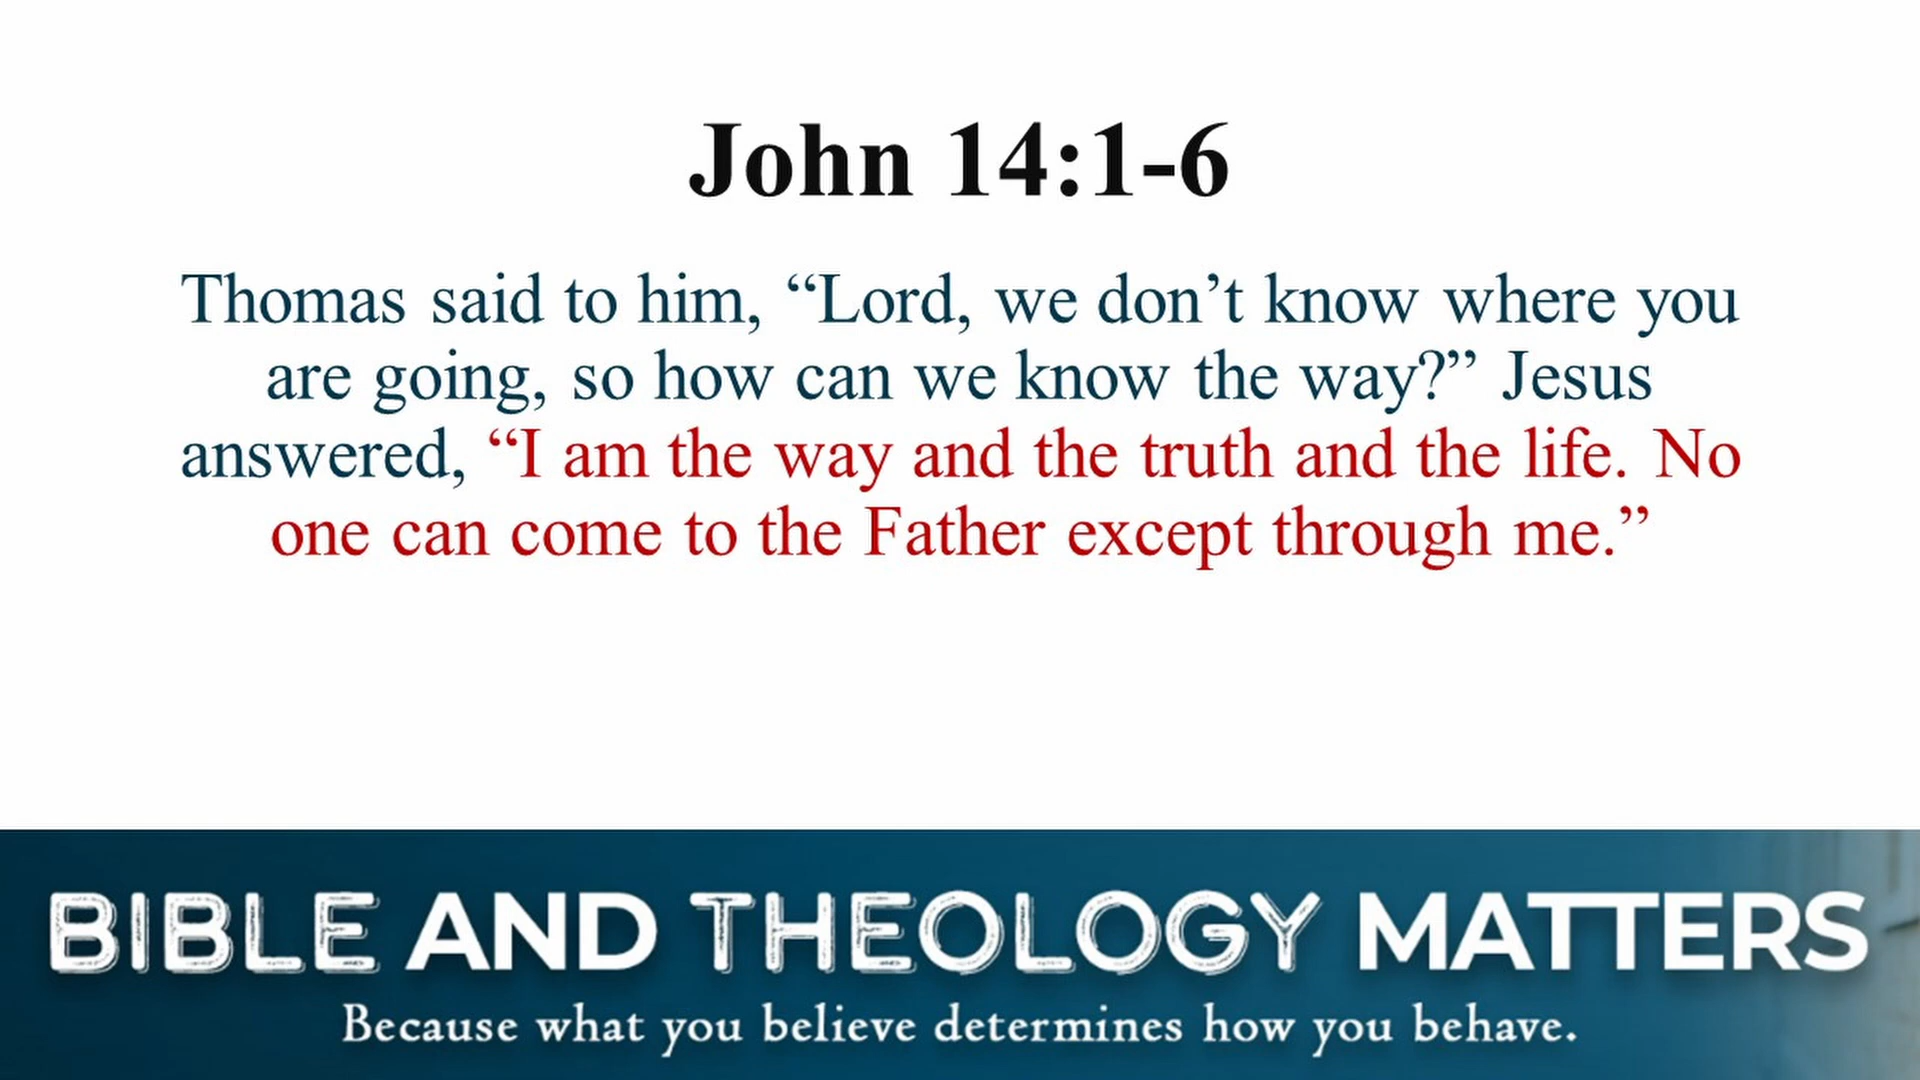 John 14:1-6
Thomas said to him, “Lord, we don’t know where you
are going, so how can we know the way?” Jesus
answered, “I am the way and the truth and the life. No
one can come to the Father except through me.”
BIBLE AND THEOLOGY MATTERS
Because what you believe determines how you behave.